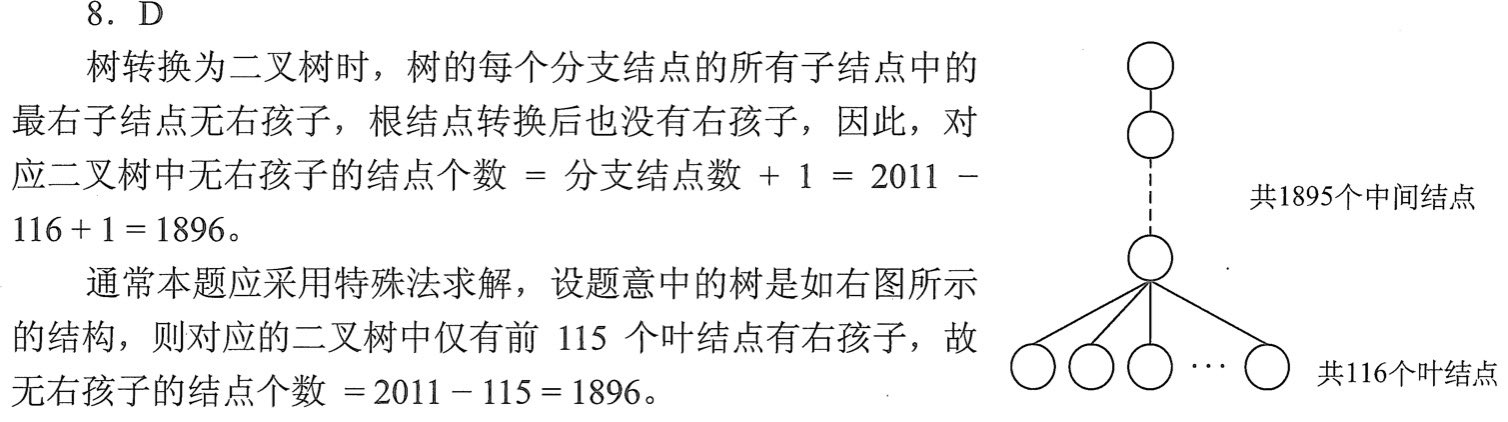 8. D
树转换为二叉树时，树的每个分支结点的所有子结点中的
最右子结点无右孩子，根结点转换后也没有右孩子，因此，对
应二叉树中无右孩子的结点个数 = 分支结点数 + 1 = 2011 −
116 + 1 = 1896。
通常本题应采用特殊法求解，设题意中的树是如右图所示
的结构，则对应的二叉树中仅有前 115 个叶结点有右孩子，故
无右孩子的结点个数 = 2011 − 115 = 1896。
共1895个中间结点
···
共116个叶结点